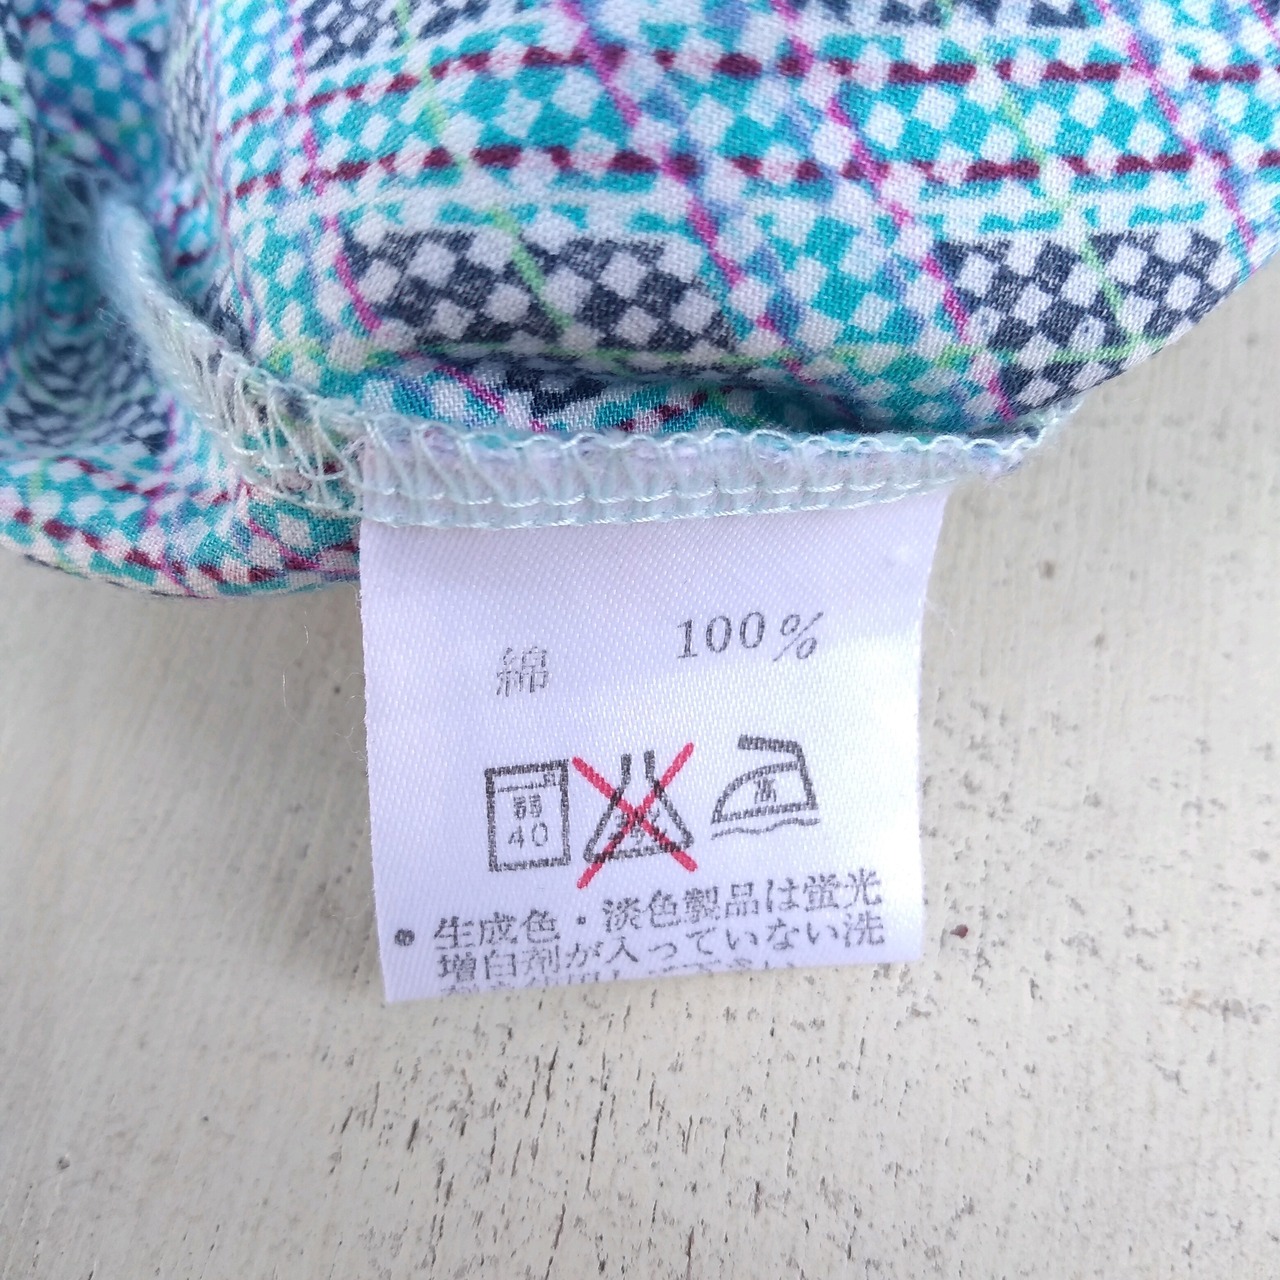 綿 100%
弱
40
高
• 生成色・淡色製品は蛍光
増白剤が入っていない洗